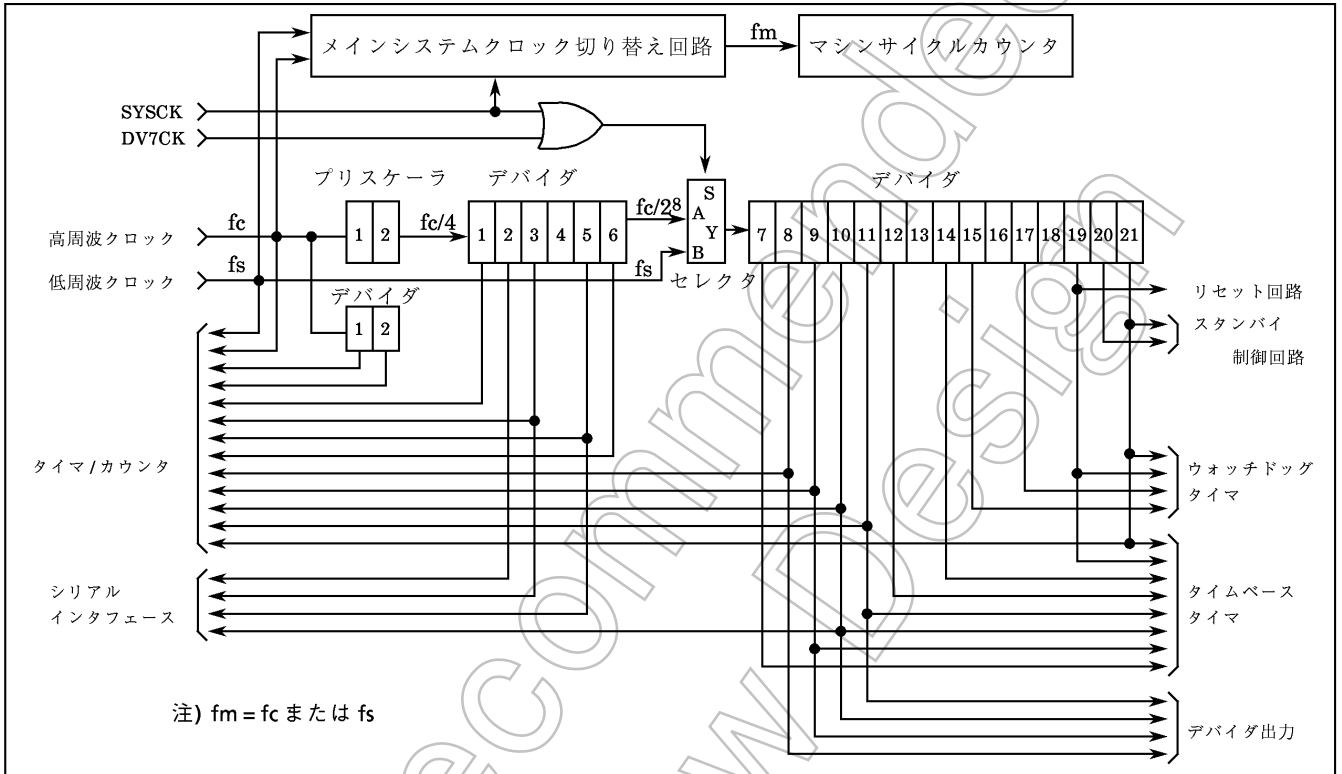 メインシステムクロック切り替え回路
fm
マシンサイクルカウンタ
SYSCK
DV7CK
プリスケーラ
デバイダ
デバイダ
高周波クロック
fc
1 2
fc/4
1 2 3 4 5 6
fc/2⁸
S
A
Y
B
7 8 9 10 11 12 13 14 15 16 17 18 19 20 21
低周波クロック
fs
fs
セレクタ
デバイダ
1 2
リセット回路
スタンバイ
制御回路
タイマ/カウンタ
ウォッチドッグ
タイマ
シリアル
インタフェース
タイムベース
タイマ
デバイダ出力
注) fm = fc または fs